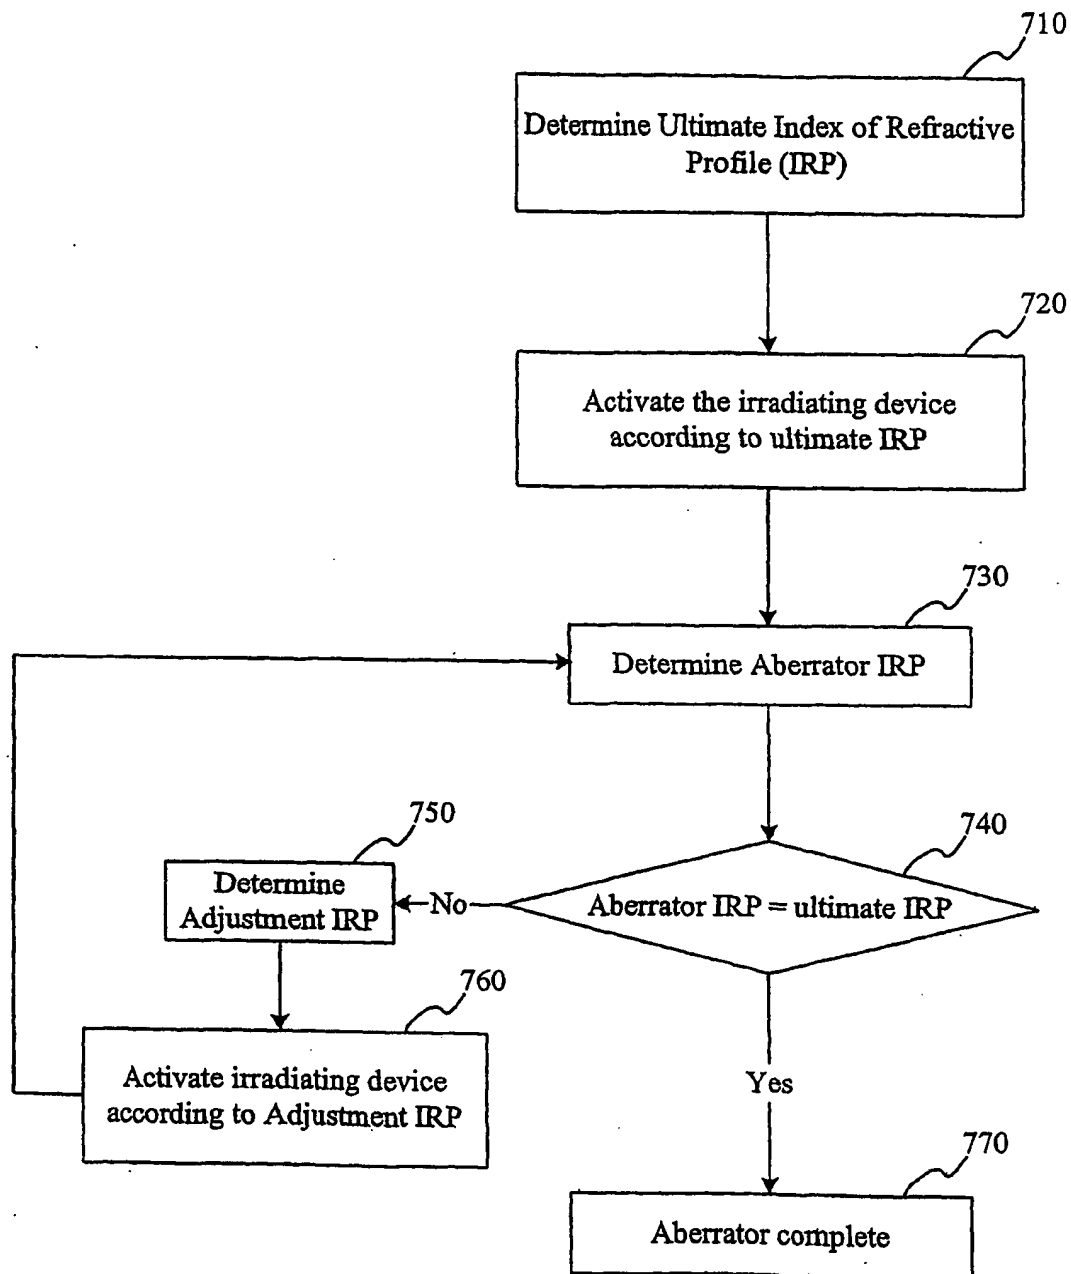 710
Determine Ultimate Index of Refractive
Profile (IRP)
720
Activate the irradiating device
according to ultimate IRP
730
Determine Aberrator IRP
740
Aberrator IRP = ultimate IRP
No
750
Determine
Adjustment IRP
760
Activate irradiating device
according to Adjustment IRP
Yes
770
Aberrator complete